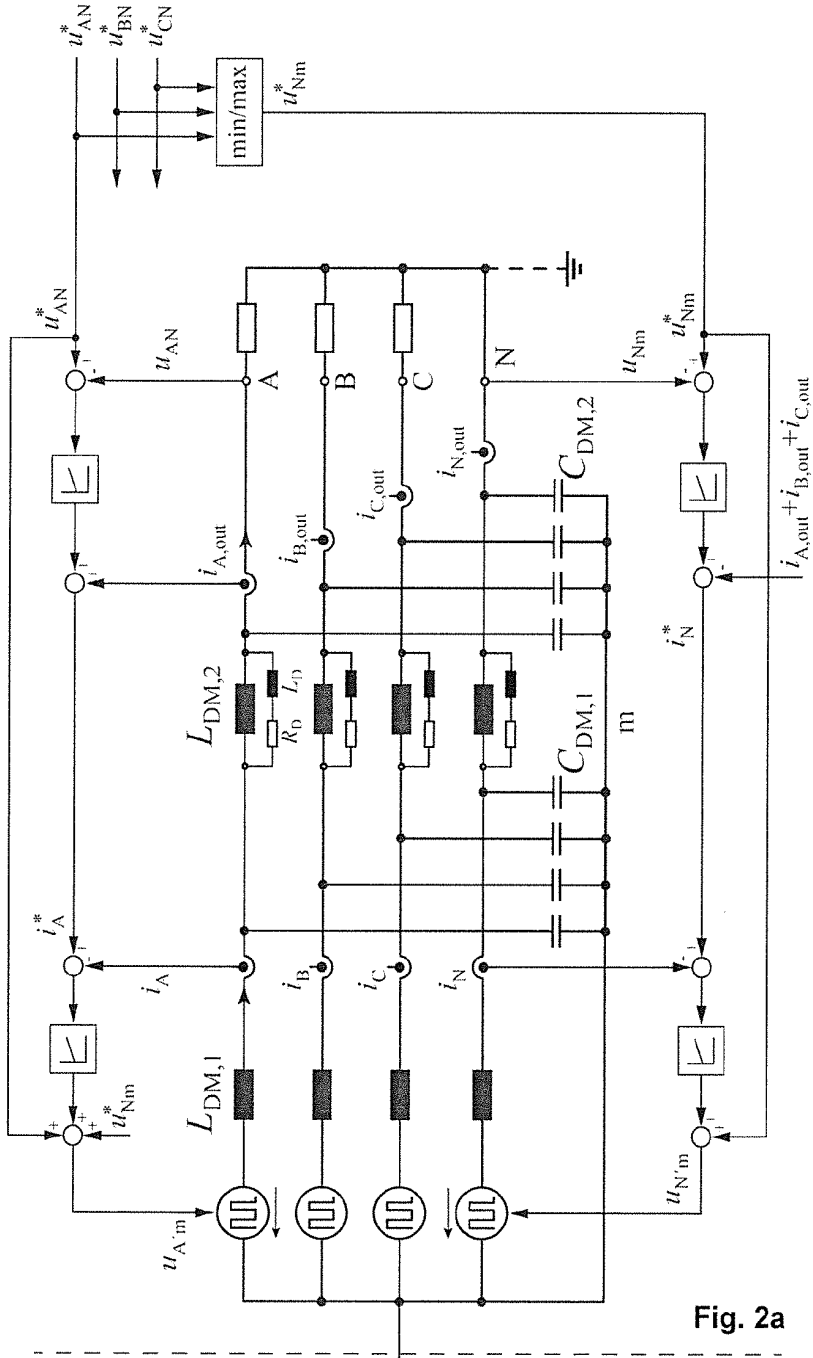 u*AN
u*BN
u*CN
min/max
u*Nm
u*AN
uAN
iA,out
i*A
iA
u*Nm
uA'm
A
B
C
N
iB,out
iC,out
iN,out
LDM,2
LD
RD
CDM,2
CDM,1
m
LDM,1
iB
iC
iN
uNm
u*Nm
iA,out+iB,out+iC,out
i*N
uN'm
Fig. 2a